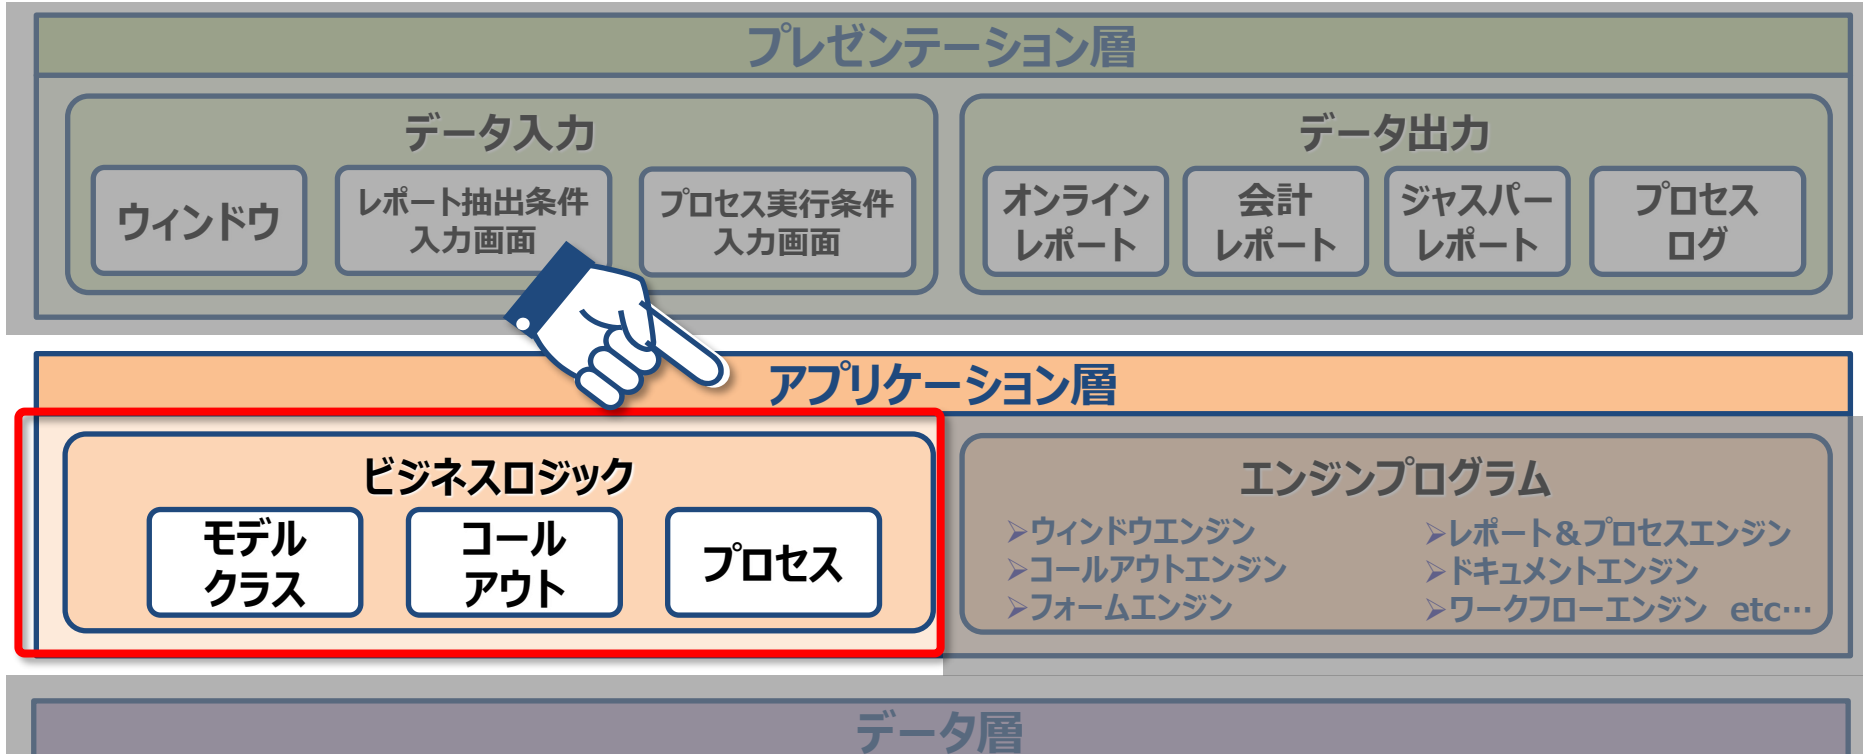 プレゼンテーション層
データ入力
ウィンドウ
レポート抽出条件
入力画面
プロセス実行条件
入力画面
データ出力
オンライン
レポート
会計
レポート
ジャスパー
レポート
プロセス
ログ
アプリケーション層
ビジネスロジック
モデル
クラス
コール
アウト
プロセス
エンジンプログラム
➢ウィンドウエンジン
➢コールアウトエンジン
➢フォームエンジン
➢レポート&プロセスエンジン
➢ドキュメントエンジン
➢ワークフローエンジン etc…
データ層